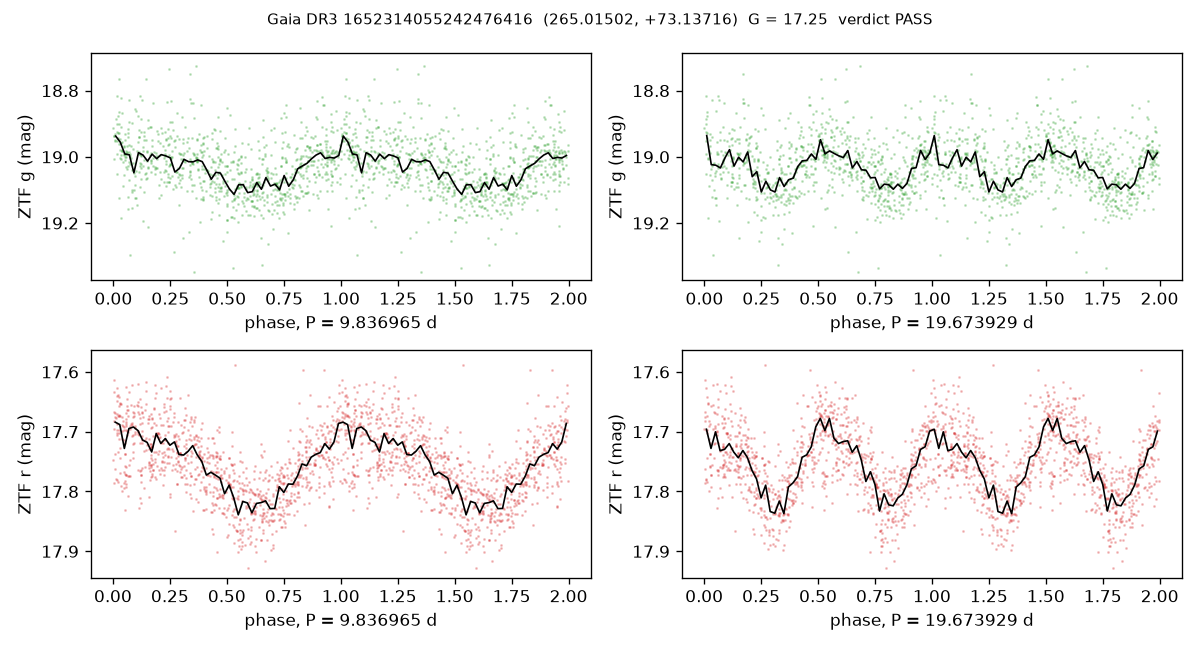 Gaia DR3 1652314055242476416 (265.01502, +73.13716) G = 17.25 verdict PASS
ZTF g (mag)
18.8
19.0
19.2
0.00 0.25 0.50 0.75 1.00 1.25 1.50 1.75 2.00
phase, P = 9.836965 d
ZTF g (mag)
18.8
19.0
19.2
0.00 0.25 0.50 0.75 1.00 1.25 1.50 1.75 2.00
phase, P = 19.673929 d
ZTF r (mag)
17.6
17.7
17.8
17.9
0.00 0.25 0.50 0.75 1.00 1.25 1.50 1.75 2.00
phase, P = 9.836965 d
ZTF r (mag)
17.6
17.7
17.8
17.9
0.00 0.25 0.50 0.75 1.00 1.25 1.50 1.75 2.00
phase, P = 19.673929 d